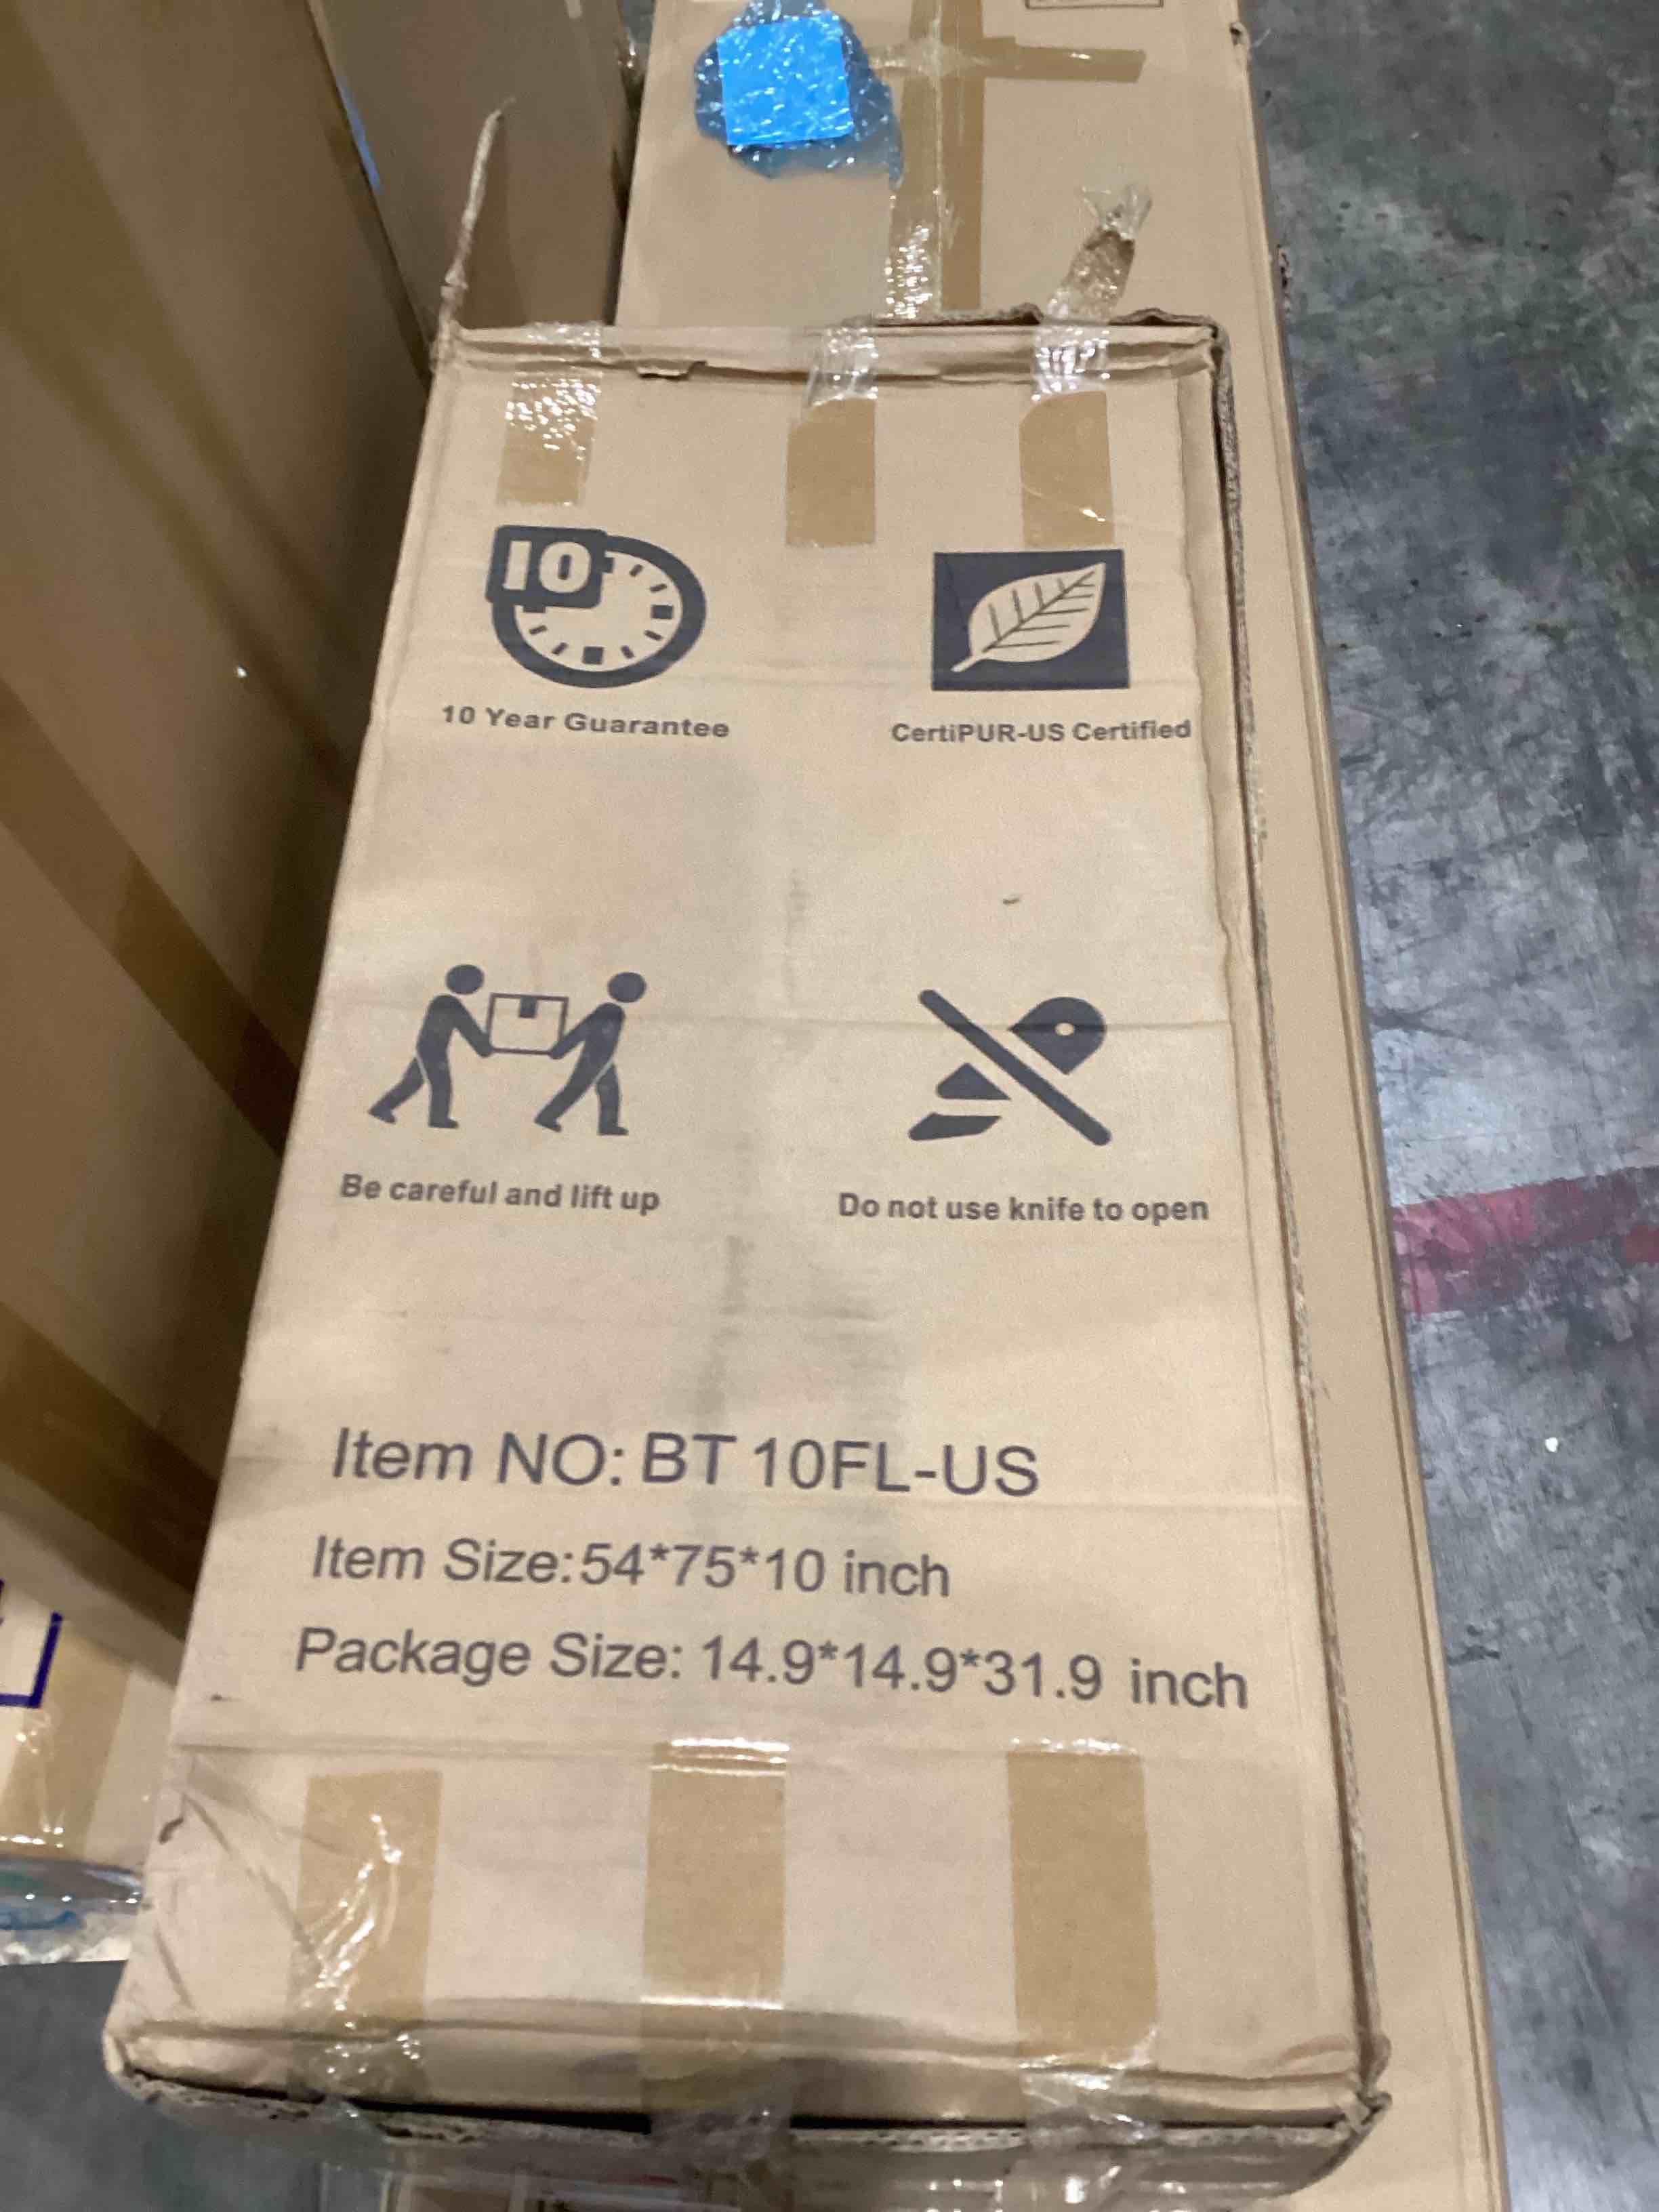 10
10 Year Guarantee
CertiPUR-US Certified
Be careful and lift up
Do not use knife to open
Item NO: BT 10FL-US
Item Size:54*75*10 inch
Package Size: 14.9*14.9*31.9 inch